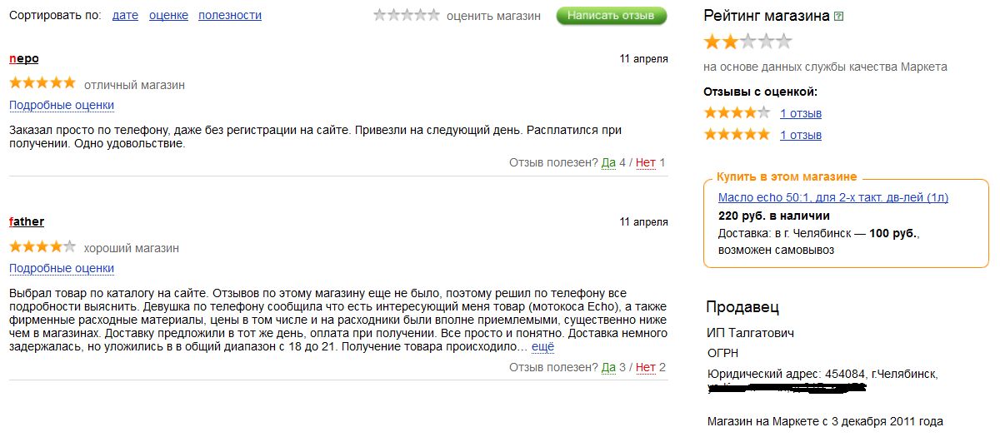 Сортировать по: дате оценке полезности
оценить магазин
Написать отзыв
nepo
11 апреля
отличный магазин
Подробные оценки
Заказал просто по телефону, даже без регистрации на сайте. Привезли на следующий день. Расплатился при
получении. Одно удовольствие.
Отзыв полезен? Да 4 / Нет 1
father
11 апреля
хороший магазин
Подробные оценки
Выбрал товар по каталогу на сайте. Отзывов по этому магазину еще не было, поэтому решил по телефону все
подробности выяснить. Девушка по телефону сообщила что есть интересующий меня товар (мотокоса Echo), а также
фирменные расходные материалы, цены в том числе и на расходники были вполне приемлемыми, существенно ниже
чем в магазинах. Доставку предложили в тот же день, оплата при получении. Все просто и понятно. Доставка немного
задержалась, но уложились в в общий диапазон с 18 до 21. Получение товара происходило… ещё
Отзыв полезен? Да 3 / Нет 2
Рейтинг магазина ?
на основе данных службы качества Маркета
Отзывы с оценкой:
1 отзыв
1 отзыв
Купить в этом магазине
Масло echo 50:1, для 2-х такт. дв-лей (1л)
220 руб. в наличии
Доставка: в г. Челябинск — 100 руб.,
возможен самовывоз
Продавец
ИП Талгатович
ОГРН
Юридический адрес: 454084, г.Челябинск,
Магазин на Маркете с 3 декабря 2011 года